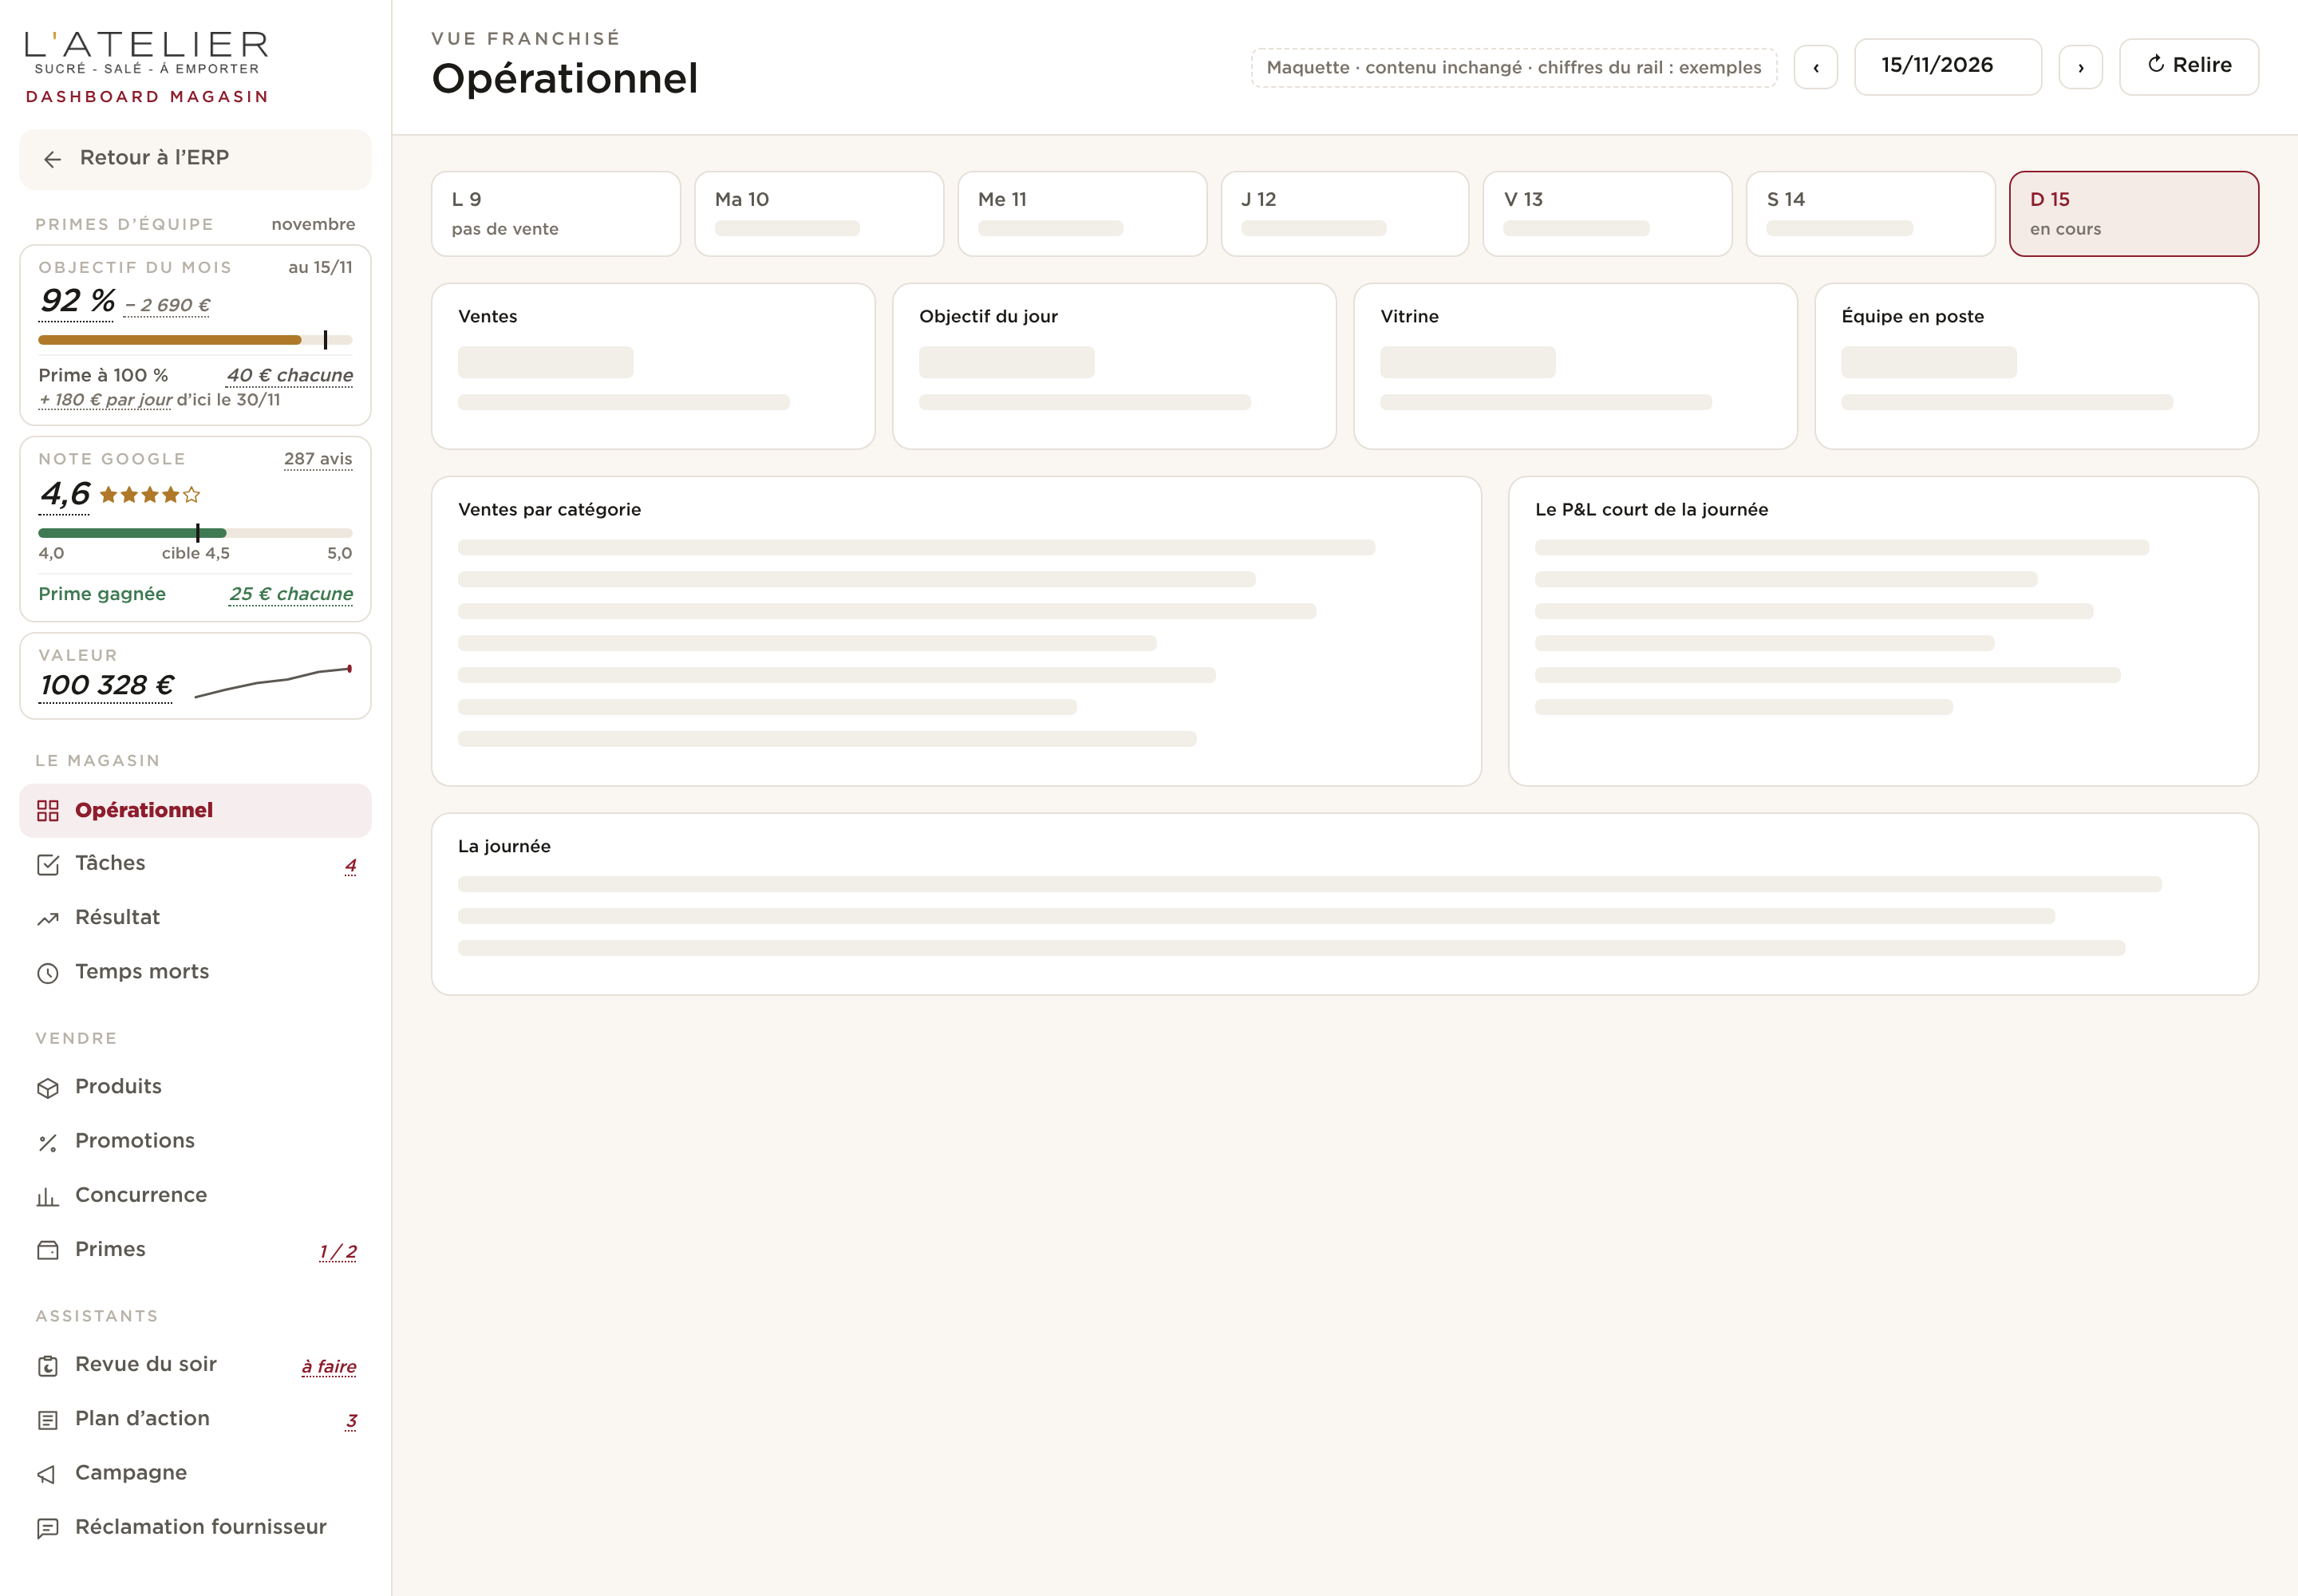 L'ATELIER
SUCRÉ - SALÉ - À EMPORTER
DASHBOARD MAGASIN
Retour à l’ERP
PRIMES D’ÉQUIPE novembre
OBJECTIF DU MOIS au 15/11
92 % − 2 690 €
Prime à 100 % 40 € chacune
+ 180 € par jour d’ici le 30/11
NOTE GOOGLE 287 avis
4,6
4,0 cible 4,5 5,0
Prime gagnée 25 € chacune
VALEUR
100 328 €
LE MAGASIN
Opérationnel
Tâches 4
Résultat
Temps morts
VENDRE
Produits
Promotions
Concurrence
Primes 1 / 2
ASSISTANTS
Revue du soir à faire
Plan d’action 3
Campagne
Réclamation fournisseur
VUE FRANCHISÉ
Opérationnel
Maquette · contenu inchangé · chiffres du rail : exemples
‹ 15/11/2026 › Relire
L 9
pas de vente
Ma 10
Me 11
J 12
V 13
S 14
D 15
en cours
Ventes
Objectif du jour
Vitrine
Équipe en poste
Ventes par catégorie
Le P&L court de la journée
La journée